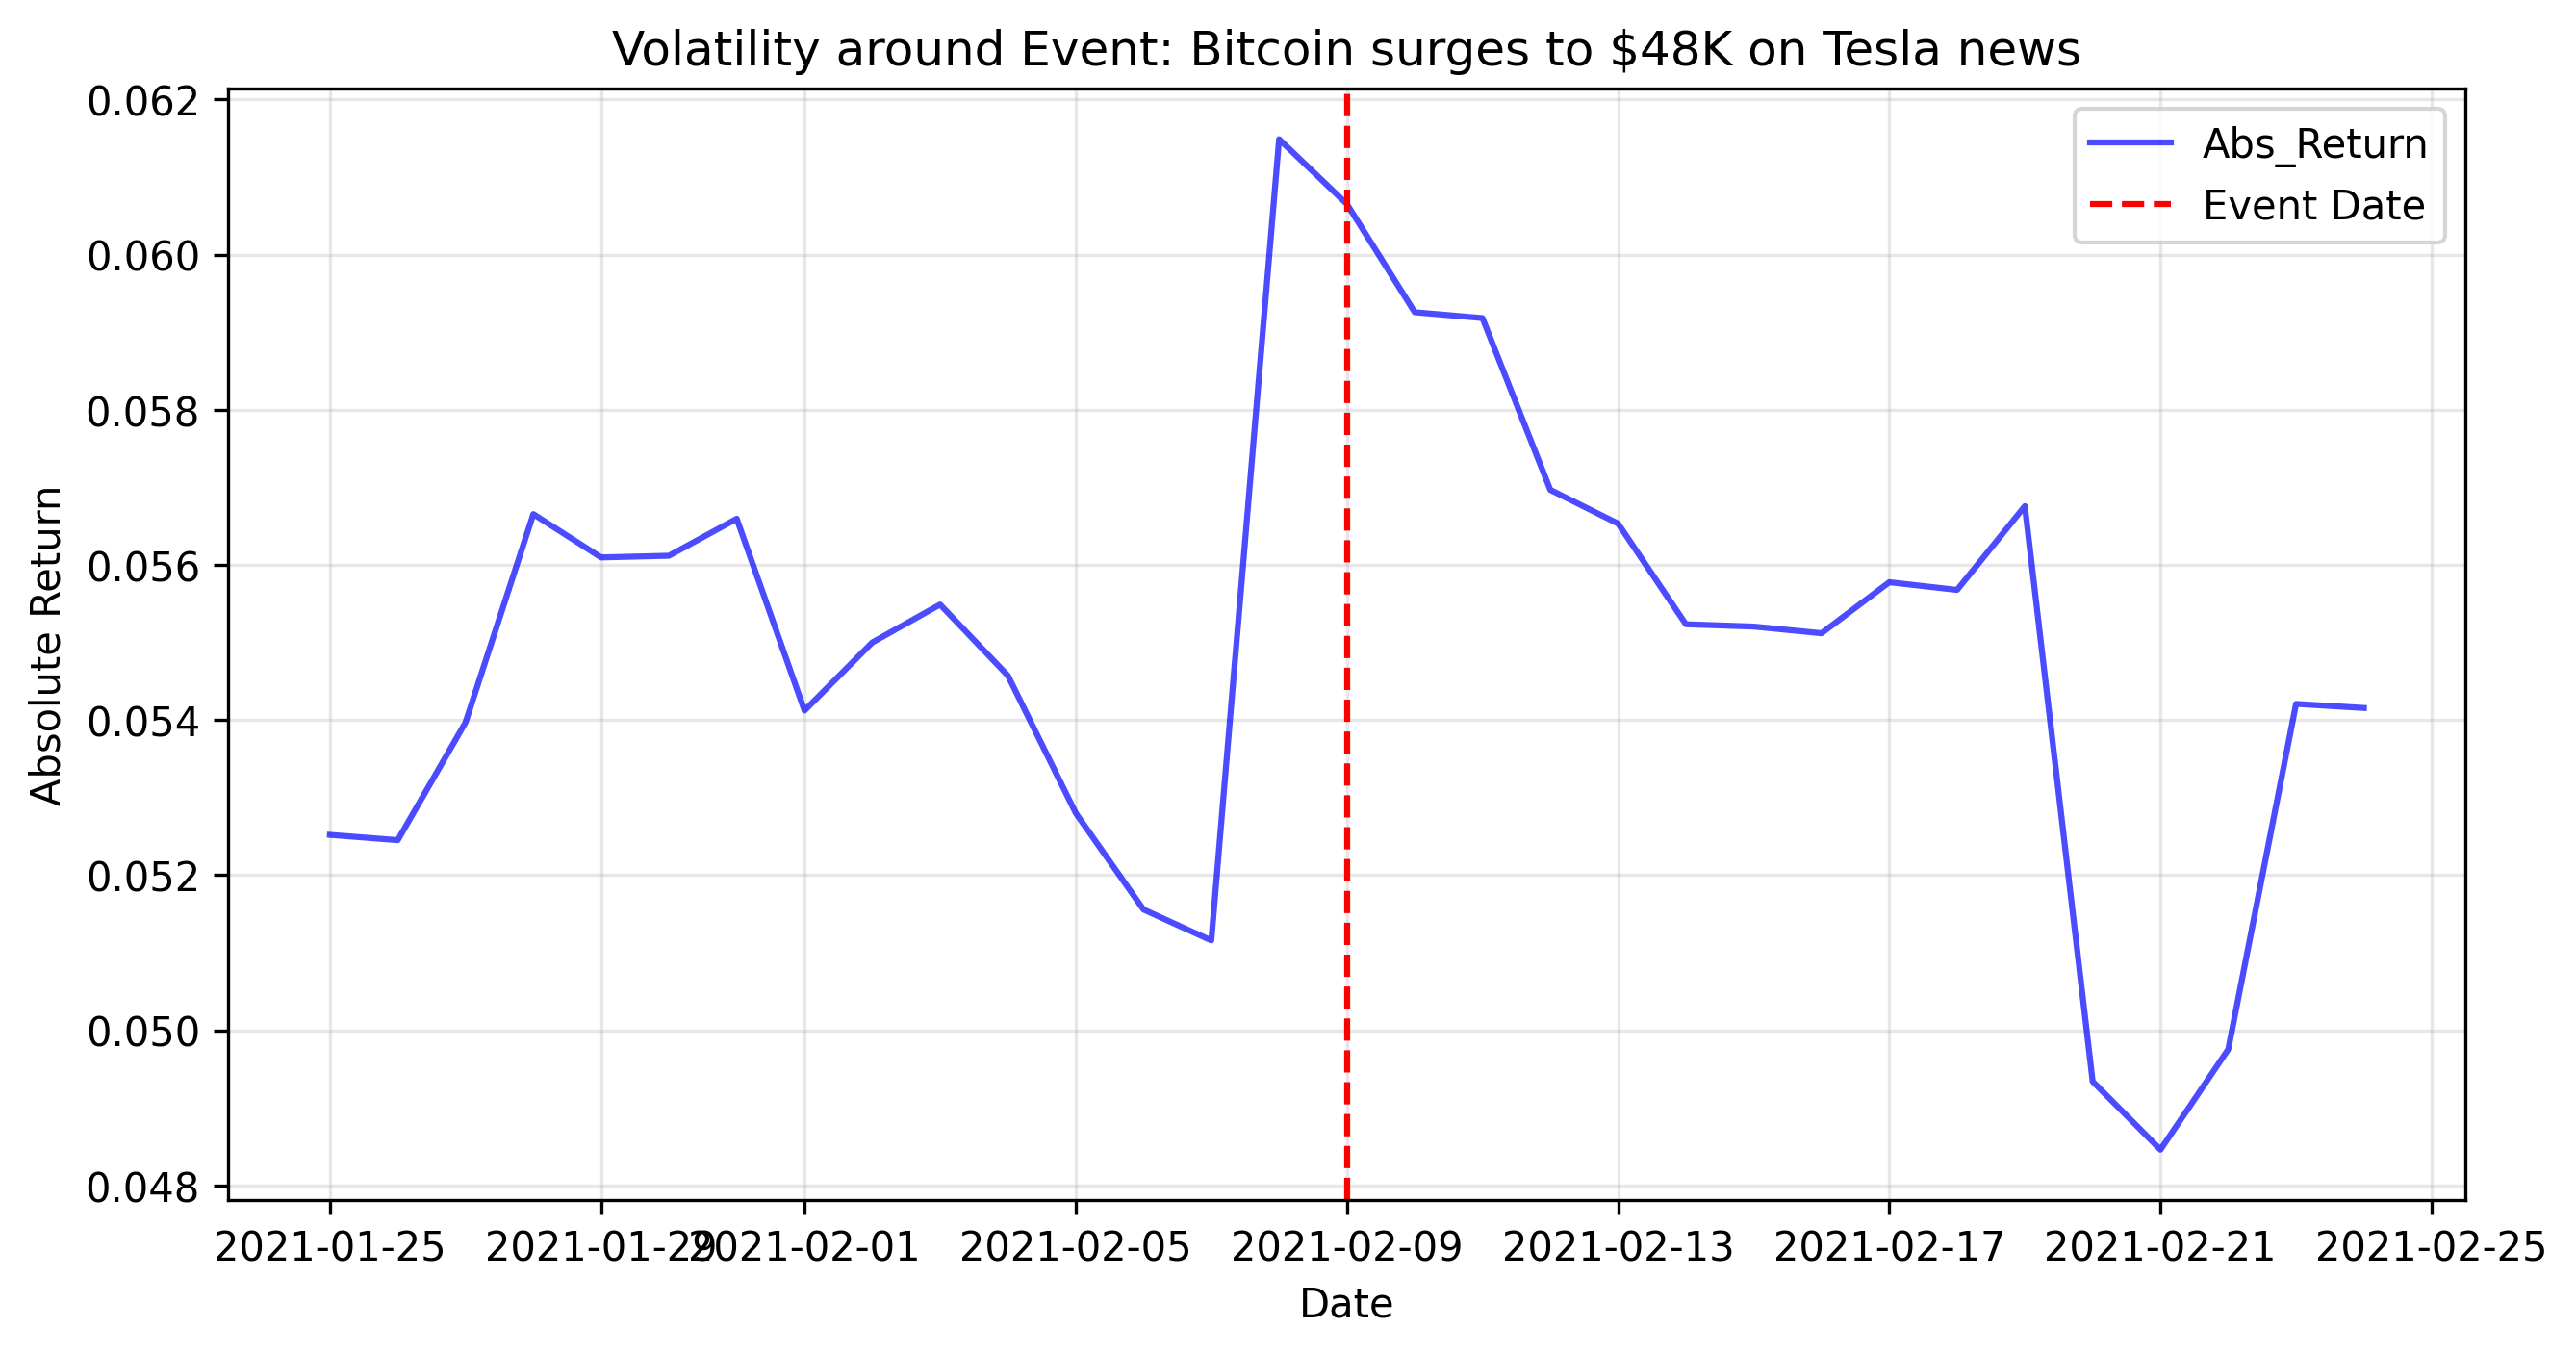 Volatility around Event: Bitcoin surges to $48K on Tesla news
Abs_Return
Event Date
Absolute Return
0.062
0.060
0.058
0.056
0.054
0.052
0.050
0.048
2021-01-25 2021-01-29 2021-02-01 2021-02-05 2021-02-09 2021-02-13 2021-02-17 2021-02-21 2021-02-25
Date